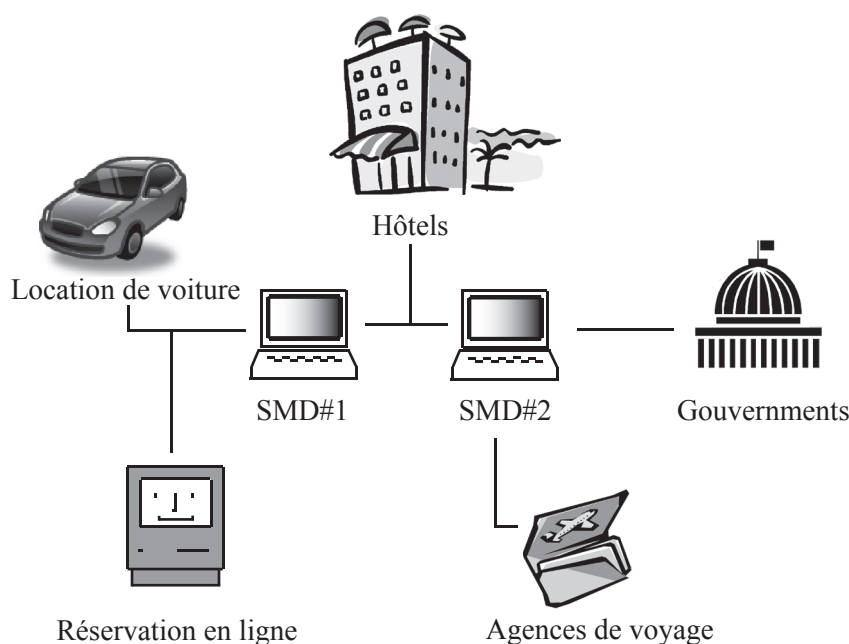 Hôtels
Location de voiture
SMD#1
SMD#2
Gouvernments
Réservation en ligne
Agences de voyage